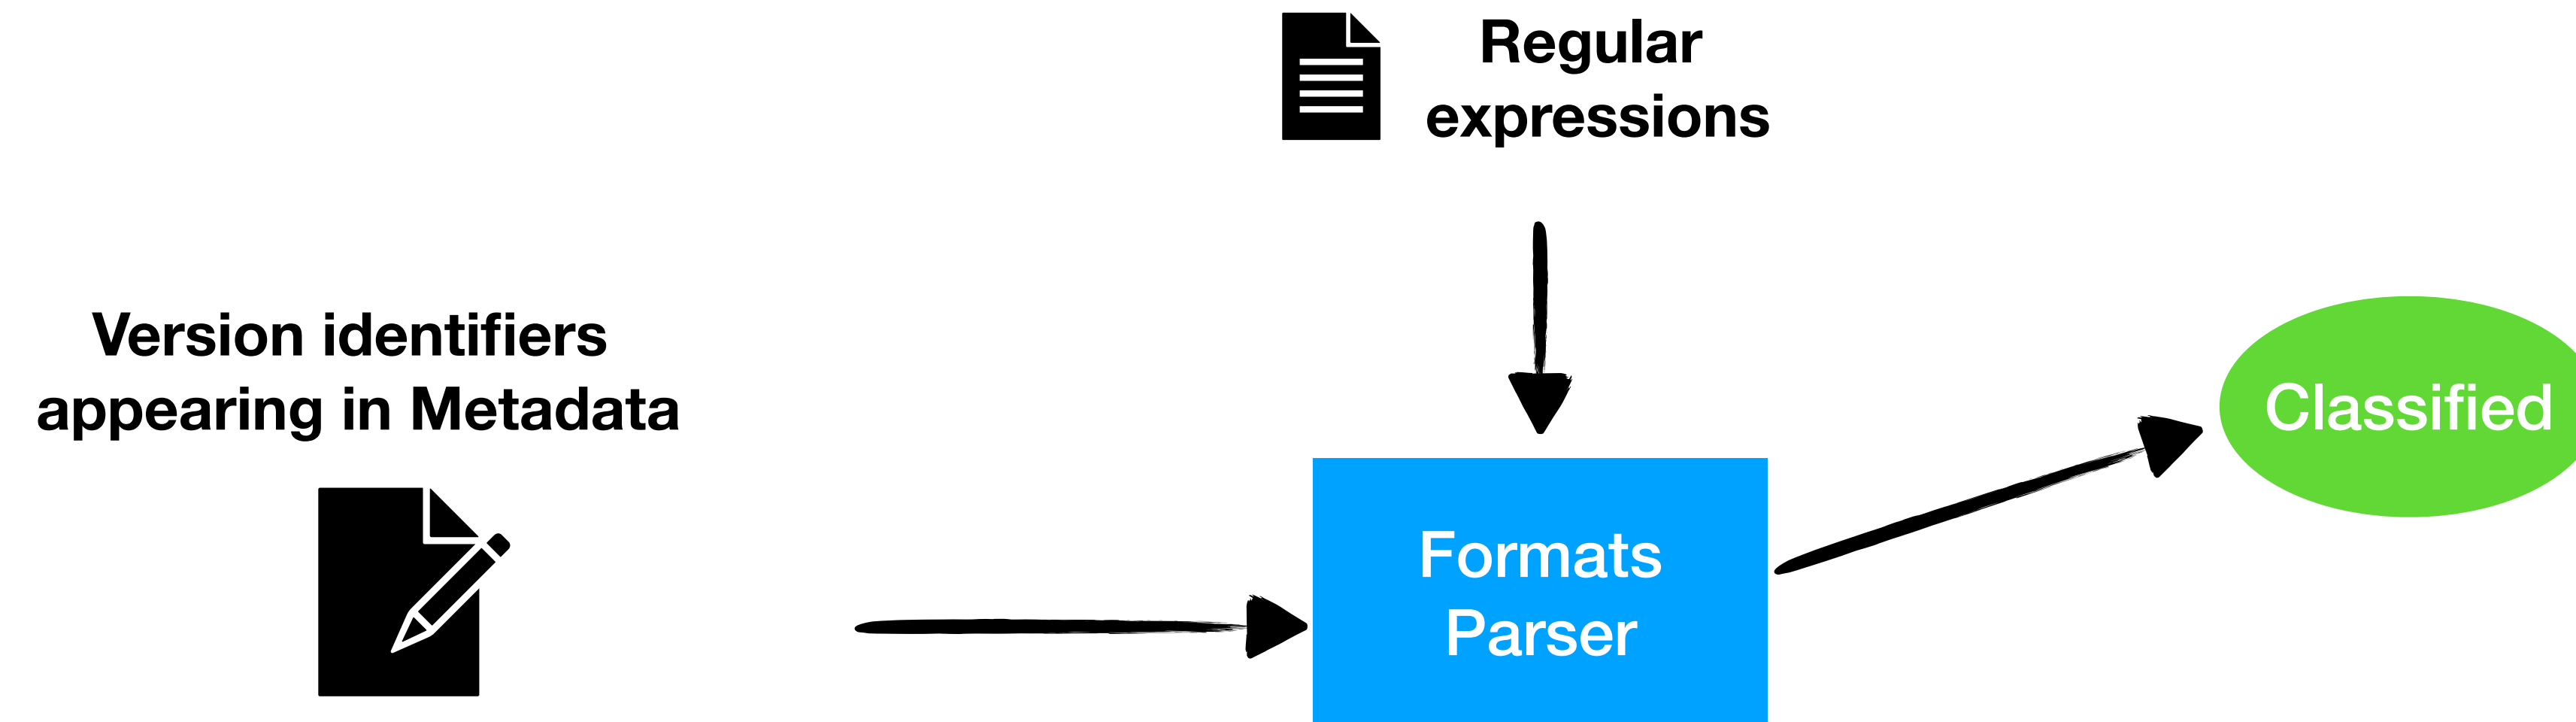 Regular
expressions
Version identifiers
appearing in Metadata
Classified
Formats
Parser